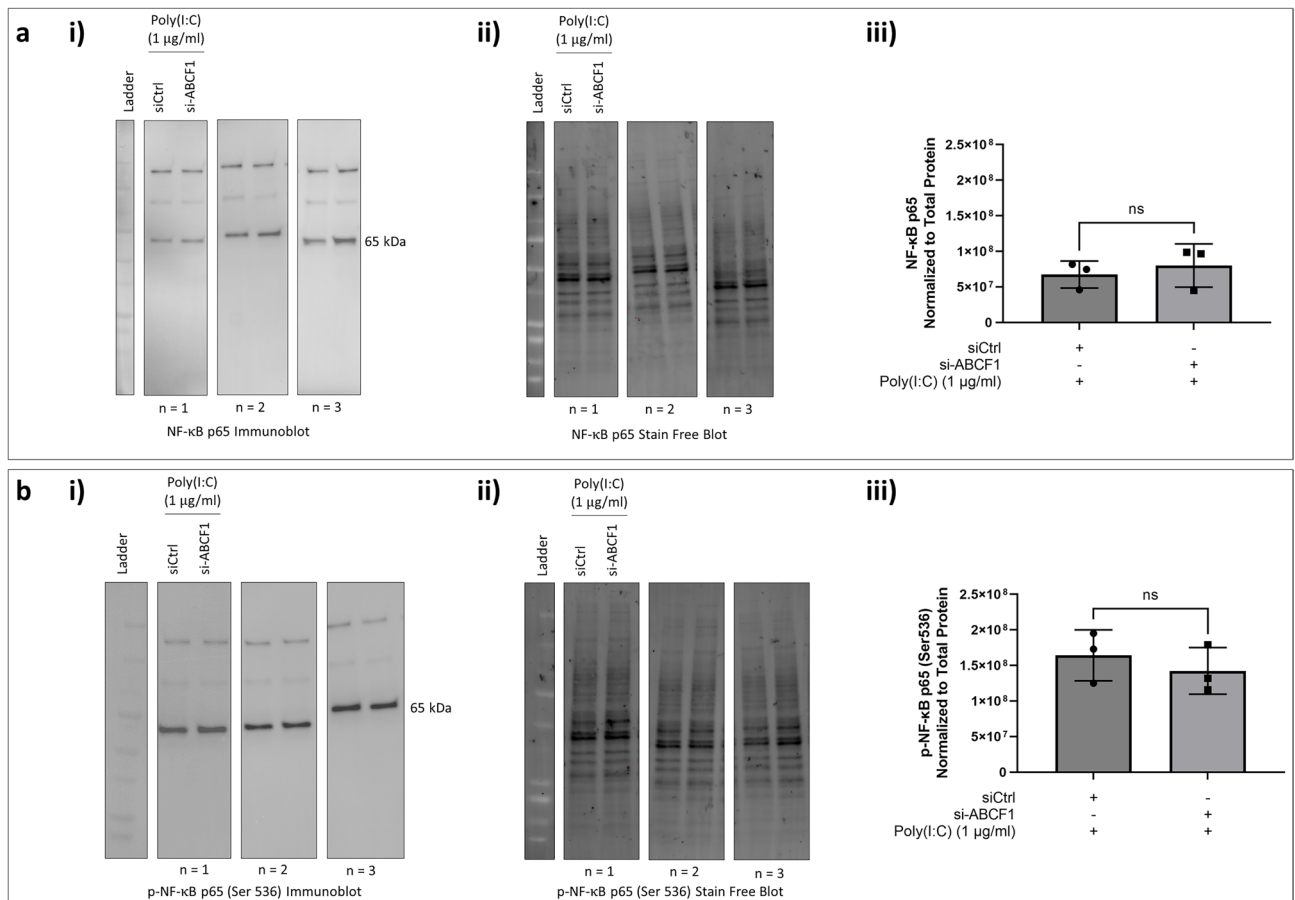 a
i)
Poly(I:C)
(1 µg/ml)
Ladder
siCtrl
si-ABCF1
65 kDa
n = 1
n = 2
n = 3
NF-κB p65 Immunoblot
ii)
Poly(I:C)
(1 µg/ml)
Ladder
siCtrl
si-ABCF1
n = 1
n = 2
n = 3
NF-κB p65 Stain Free Blot
iii)
NF-κB p65
Normalized to Total Protein
2.5×10⁸
2×10⁸
1.5×10⁸
1×10⁸
5×10⁷
0
ns
siCtrl + -
si-ABCF1 - +
Poly(I:C) (1 µg/ml) + +
b
i)
Poly(I:C)
(1 µg/ml)
Ladder
siCtrl
si-ABCF1
65 kDa
n = 1
n = 2
n = 3
p-NF-κB p65 (Ser 536) Immunoblot
ii)
Poly(I:C)
(1 µg/ml)
Ladder
siCtrl
si-ABCF1
n = 1
n = 2
n = 3
p-NF-κB p65 (Ser 536) Stain Free Blot
iii)
p-NF-κB p65 (Ser536)
Normalized to Total Protein
2.5×10⁸
2×10⁸
1.5×10⁸
1×10⁸
5×10⁷
0
ns
siCtrl + -
si-ABCF1 - +
Poly(I:C) (1 µg/ml) + +